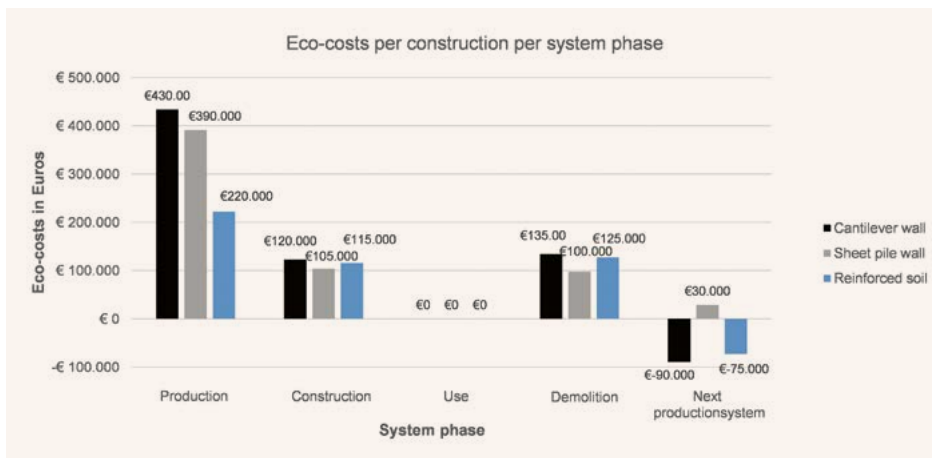 Eco-costs per construction per system phase
Eco-costs in Euros
€ 500.000
€ 400.000
€ 300.000
€ 200.000
€ 100.000
€ 0
-€ 100.000
€430.00
€390.000
€220.000
€120.000
€105.000
€115.000
€0 €0 €0
€135.00
€100.000
€125.000
€-90.000
€30.000
€-75.000
Production Construction Use Demolition Next
productionsystem
System phase
Cantilever wall
Sheet pile wall
Reinforced soil